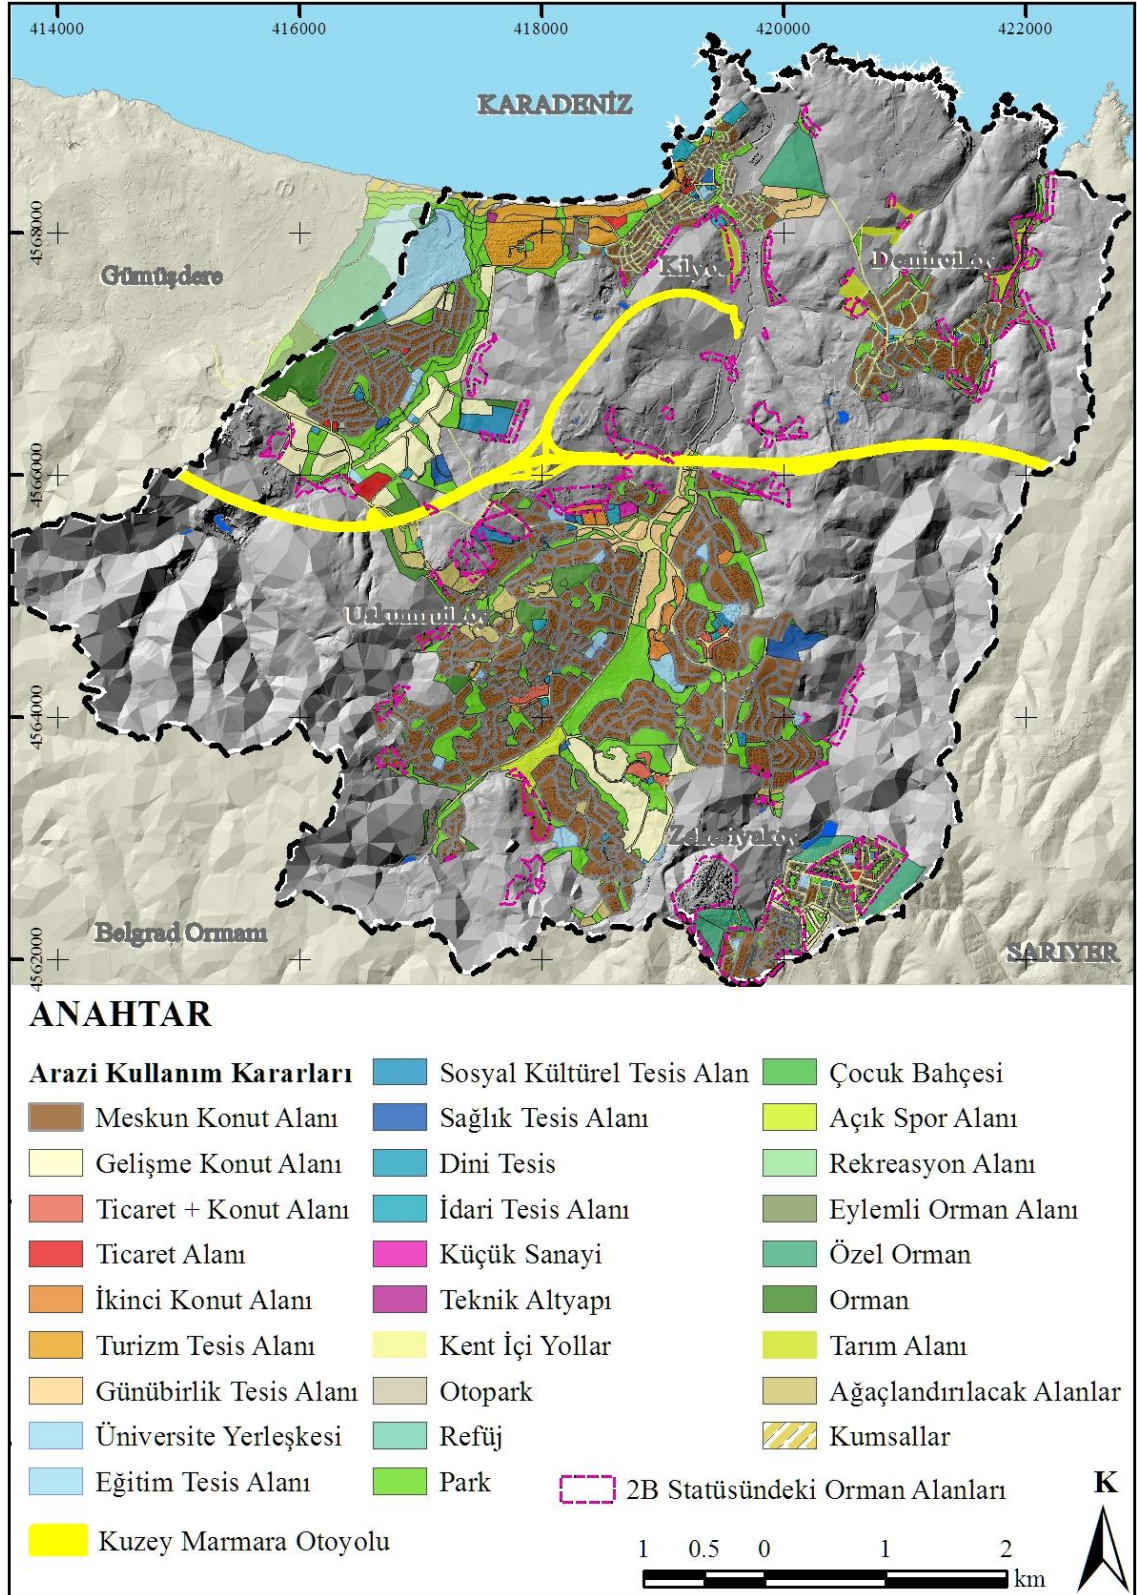 414000 416000 418000 420000 422000
KARADENİZ
4568000
Gümüşdere
Kilyos
Demirciköy
4566000
Uskumruköy
4564000
Zekeriyaköy
Belgrad Ormanı
4562000
SARIYER
ANAHTAR
Arazi Kullanım Kararları
Meskun Konut Alanı
Gelişme Konut Alanı
Ticaret + Konut Alanı
Ticaret Alanı
İkinci Konut Alanı
Turizm Tesis Alanı
Günübirlik Tesis Alanı
Üniversite Yerleşkesi
Eğitim Tesis Alanı
Kuzey Marmara Otoyolu
Sosyal Kültürel Tesis Alan
Sağlık Tesis Alanı
Dini Tesis
İdari Tesis Alanı
Küçük Sanayi
Teknik Altyapı
Kent İçi Yollar
Otopark
Refüj
Park
Çocuk Bahçesi
Açık Spor Alanı
Rekreasyon Alanı
Eylemli Orman Alanı
Özel Orman
Orman
Tarım Alanı
Ağaçlandırılacak Alanlar
Kumsallar
2B Statüsündeki Orman Alanları
K
1 0.5 0 1 2
km